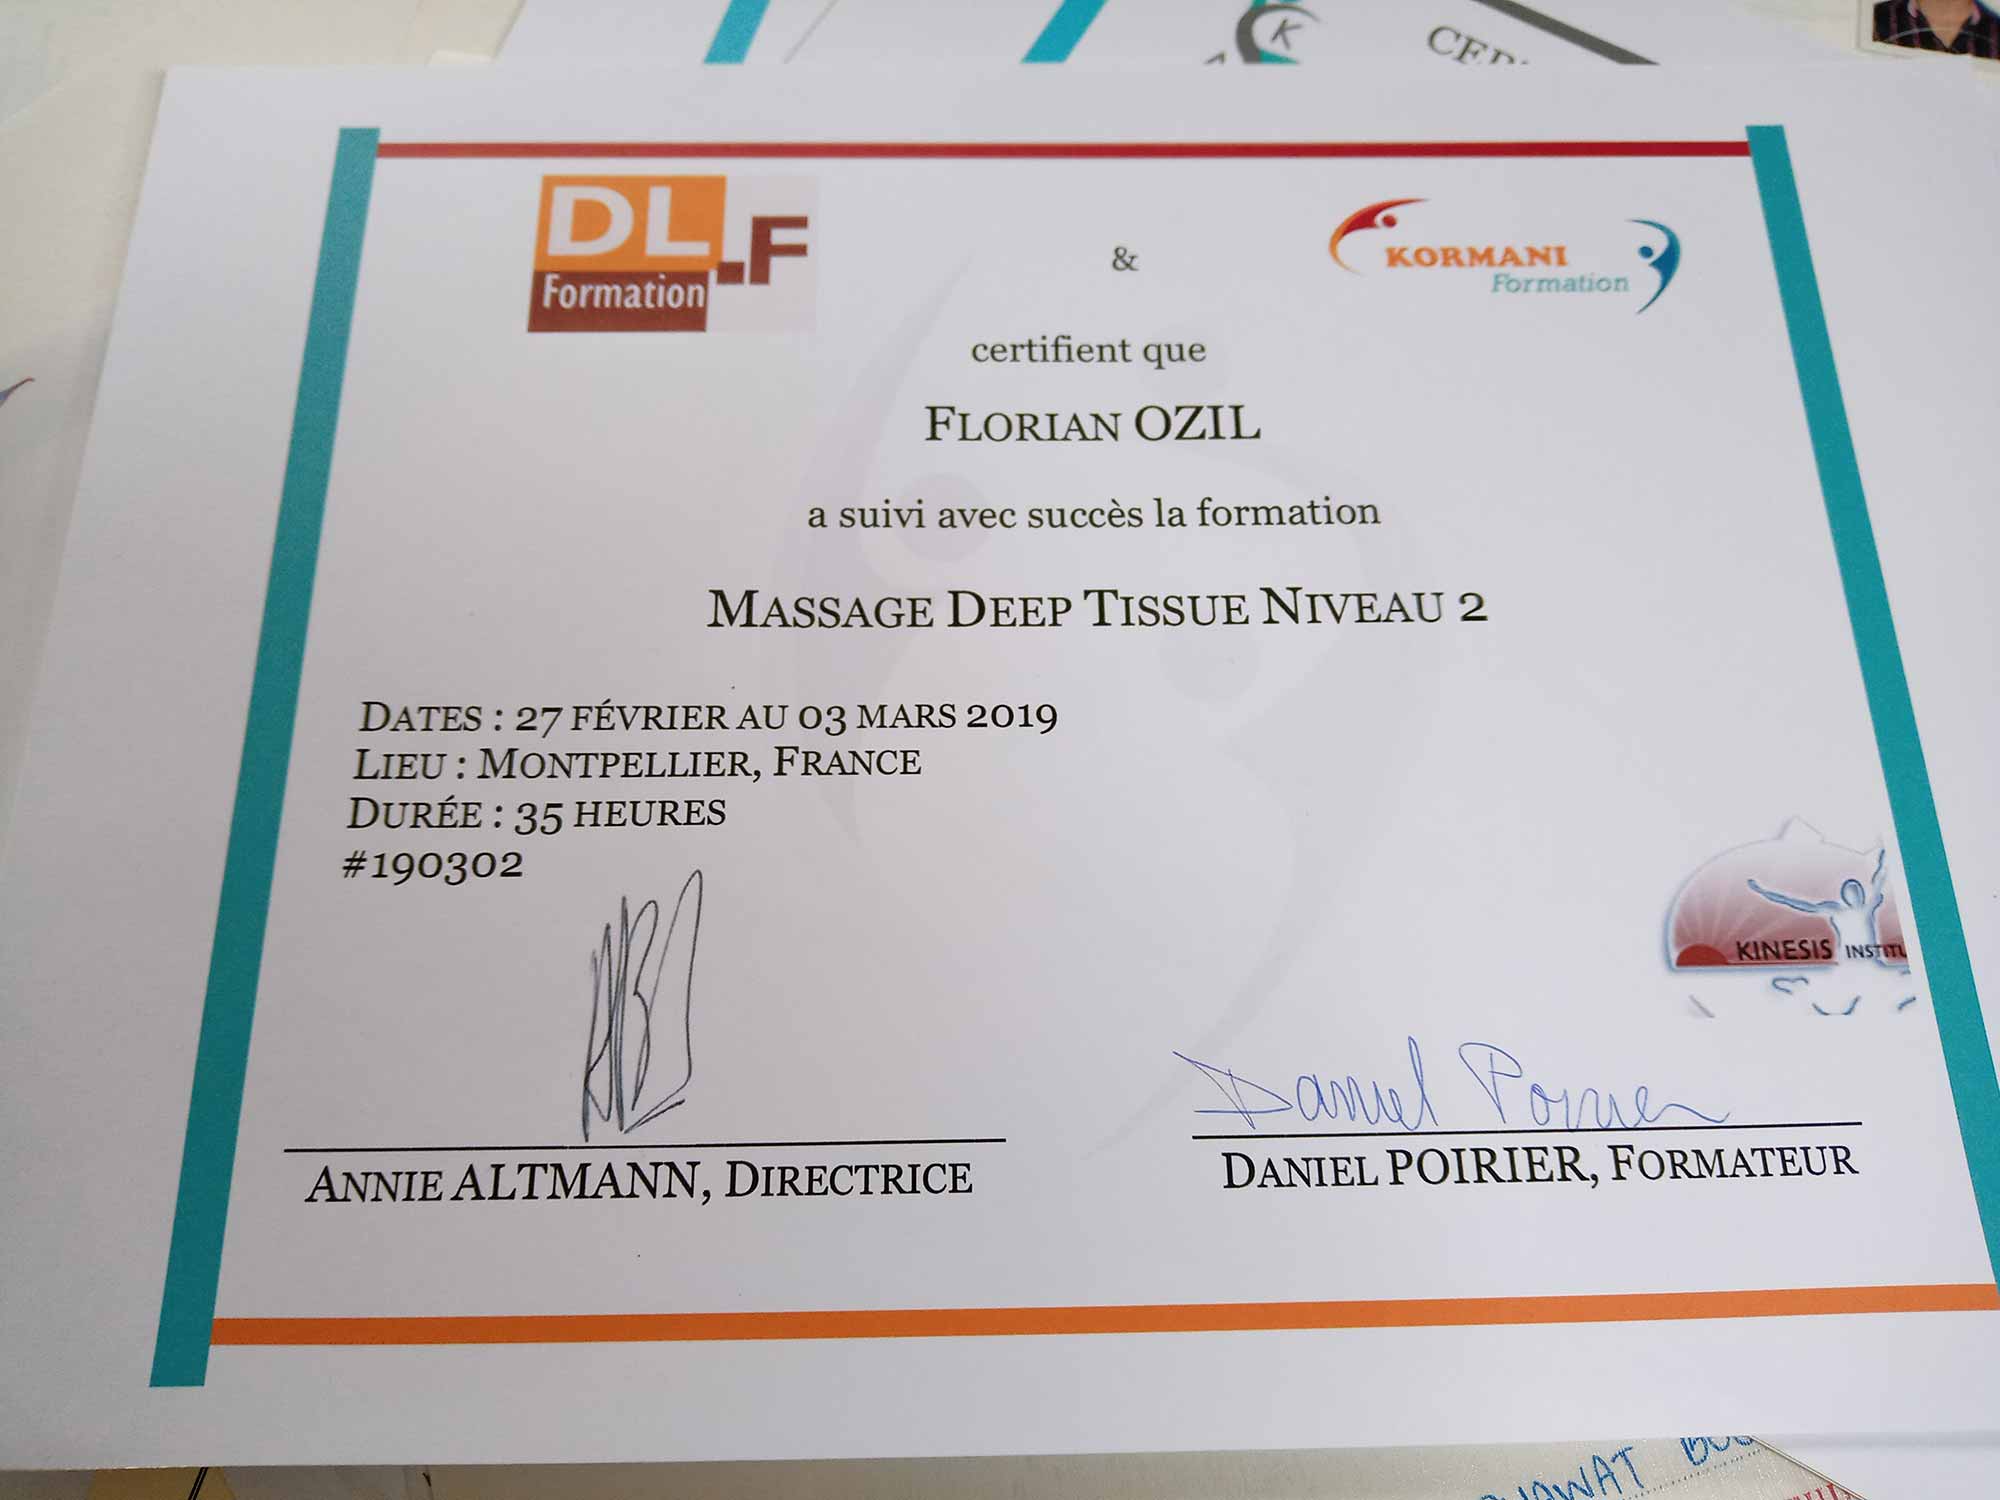 K
DL.F
Formation
&
KORMANI
Formation
certifient que
FLORIAN OZIL
a suivi avec succès la formation
MASSAGE DEEP TISSUE NIVEAU 2
DATES : 27 FÉVRIER AU 03 MARS 2019
LIEU : MONTPELLIER, FRANCE
DURÉE : 35 HEURES
#190302
KINESIS INSTITU
Daniel Poirier
ANNIE ALTMANN, DIRECTRICE
DANIEL POIRIER, FORMATEUR